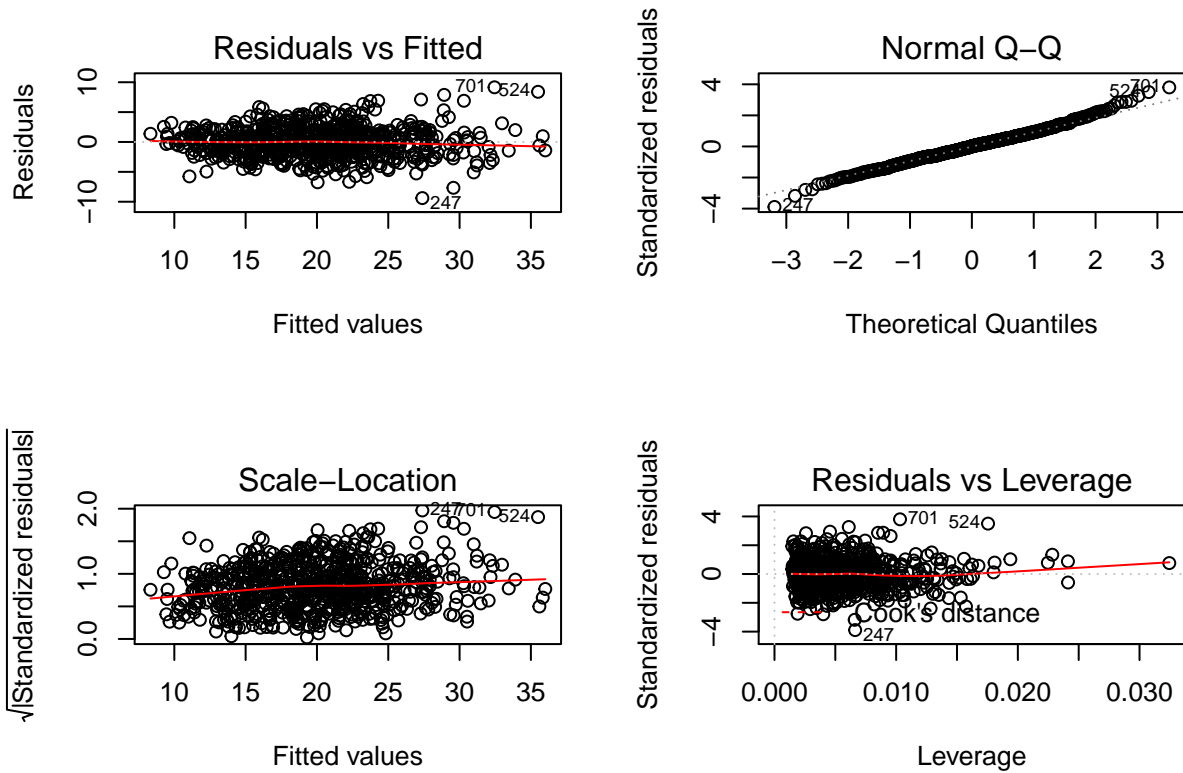 Residuals vs Fitted
Residuals
10
0
−10
701
524
247
10 15 20 25 30 35
Fitted values
Normal Q−Q
Standardized residuals
4
0
−4
524
701
247
−3 −2 −1 0 1 2 3
Theoretical Quantiles
Scale−Location
√|Standardized residuals|
2.0
1.0
0.0
247
701
524
10 15 20 25 30 35
Fitted values
Residuals vs Leverage
Standardized residuals
4
0
−4
701
524
Cook's distance
247
0.000 0.010 0.020 0.030
Leverage